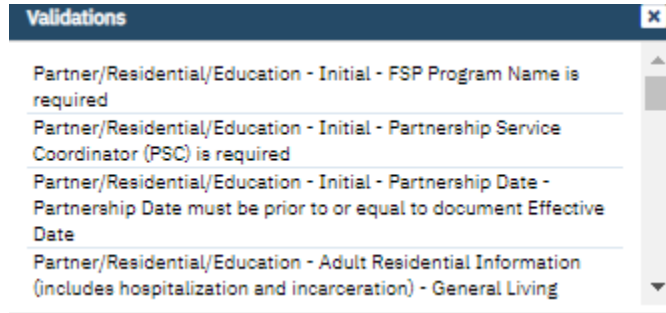 Validations
Partner/Residential/Education - Initial - FSP Program Name is
required
Partner/Residential/Education - Initial - Partnership Service
Coordinator (PSC) is required
Partner/Residential/Education - Initial - Partnership Date -
Partnership Date must be prior to or equal to document Effective
Date
Partner/Residential/Education - Adult Residential Information
(includes hospitalization and incarceration) - General Living